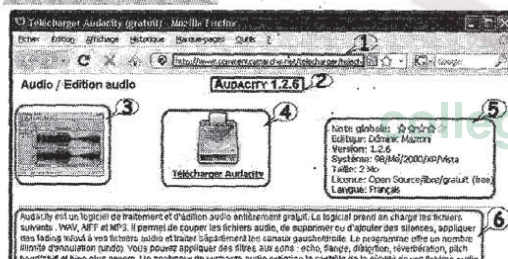 Télécharger Audacity (gratuit) - Mozilla Firefox
Fichier Edition Affichage Historique Marque-pages Outils ?
1
Google
Audio / Edition audio
AUDACITY 1.2.6
2
3
4
5
Télécharger Audacity
Note globale: ☆☆☆☆☆
Editeur: Dominic Mazzoni
Version: 1.2.6
Système: 98/Me/2000/XP/Vista
Taille: 2 Mo
Licence: Open Source/libre/gratuit (free)
Langue: Français
6
Audacity est un logiciel de traitement et d'édition audio entièrement gratuit. Le logiciel prend en charge les fichiers
suivants : WAV, AIFF et MP3. Il permet de couper les fichiers audio, de supprimer ou d'ajouter des silences, appliquer
des fading in/out à vos fichiers audio et traiter séparément les canaux gauche/droite. Le programme offre un nombre
illimité d'annulation (undo). Vous pouvez appliquer des filtres aux sons : echo, flange, distortion, réverbération, pitch